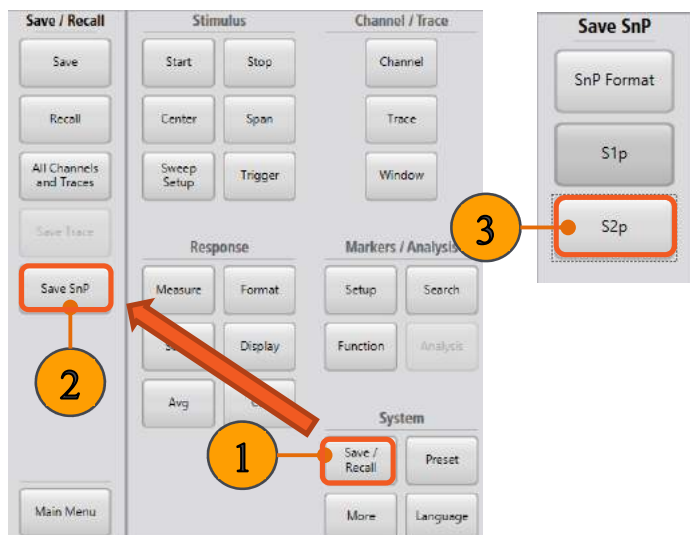 Save / Recall
Save
Recall
All Channels
and Traces
Save Trace
Save SnP
2
Main Menu
Stimulus
Start
Stop
Center
Span
Sweep
Setup
Trigger
Response
Measure
Format
Display
Avg
1
Channel / Trace
Channel
Trace
Window
Markers / Analysis
Setup
Search
Function
Analysis
System
Save /
Recall
Preset
More
Language
Save SnP
SnP Format
S1p
3
S2p